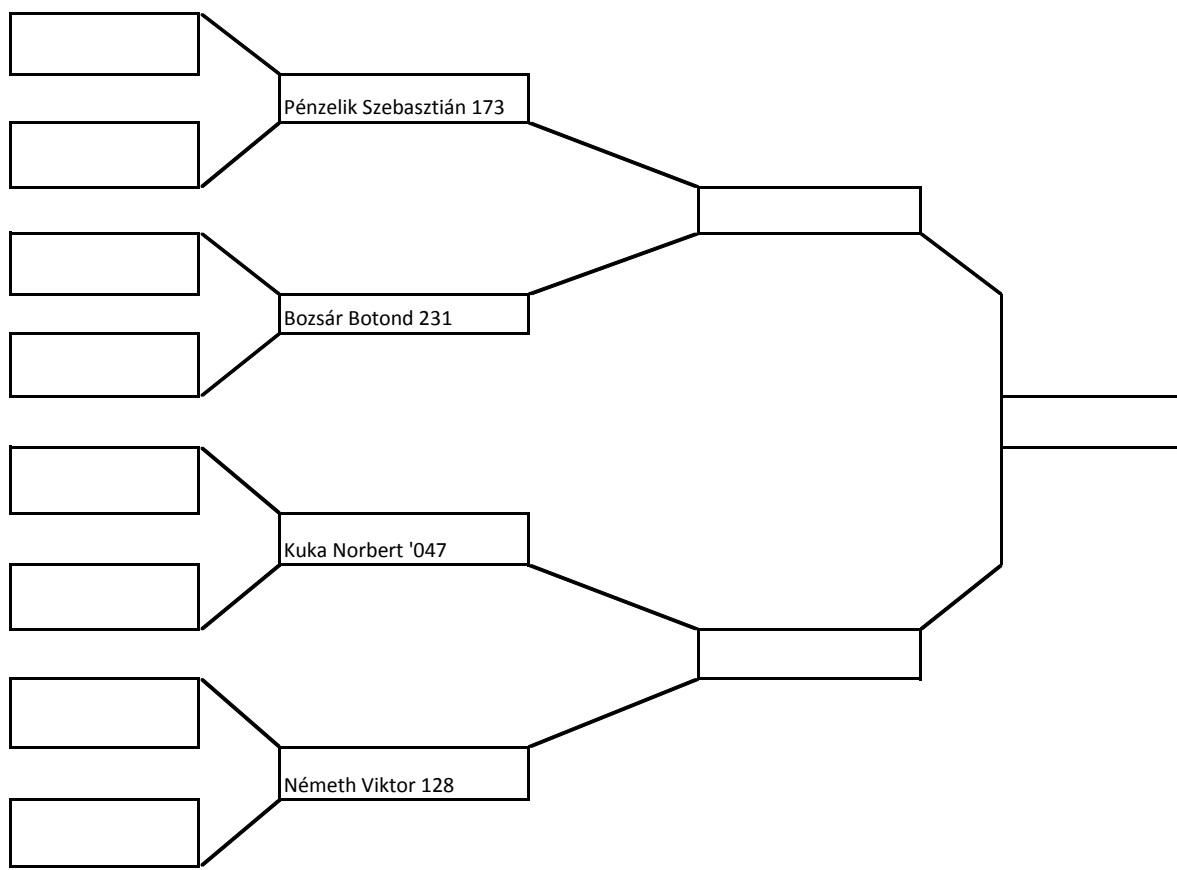 Pénzelik Szebasztián 173
Bozsár Botond 231
Kuka Norbert '047
Németh Viktor 128